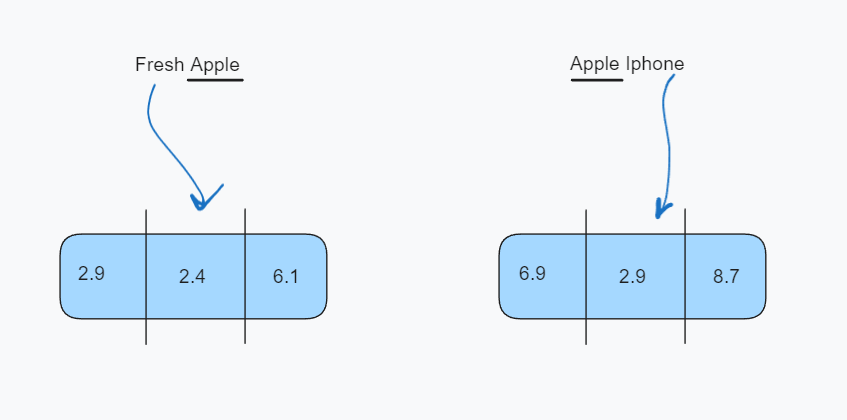 Fresh Apple
Apple Iphone
2.9 2.4 6.1
6.9 2.9 8.7